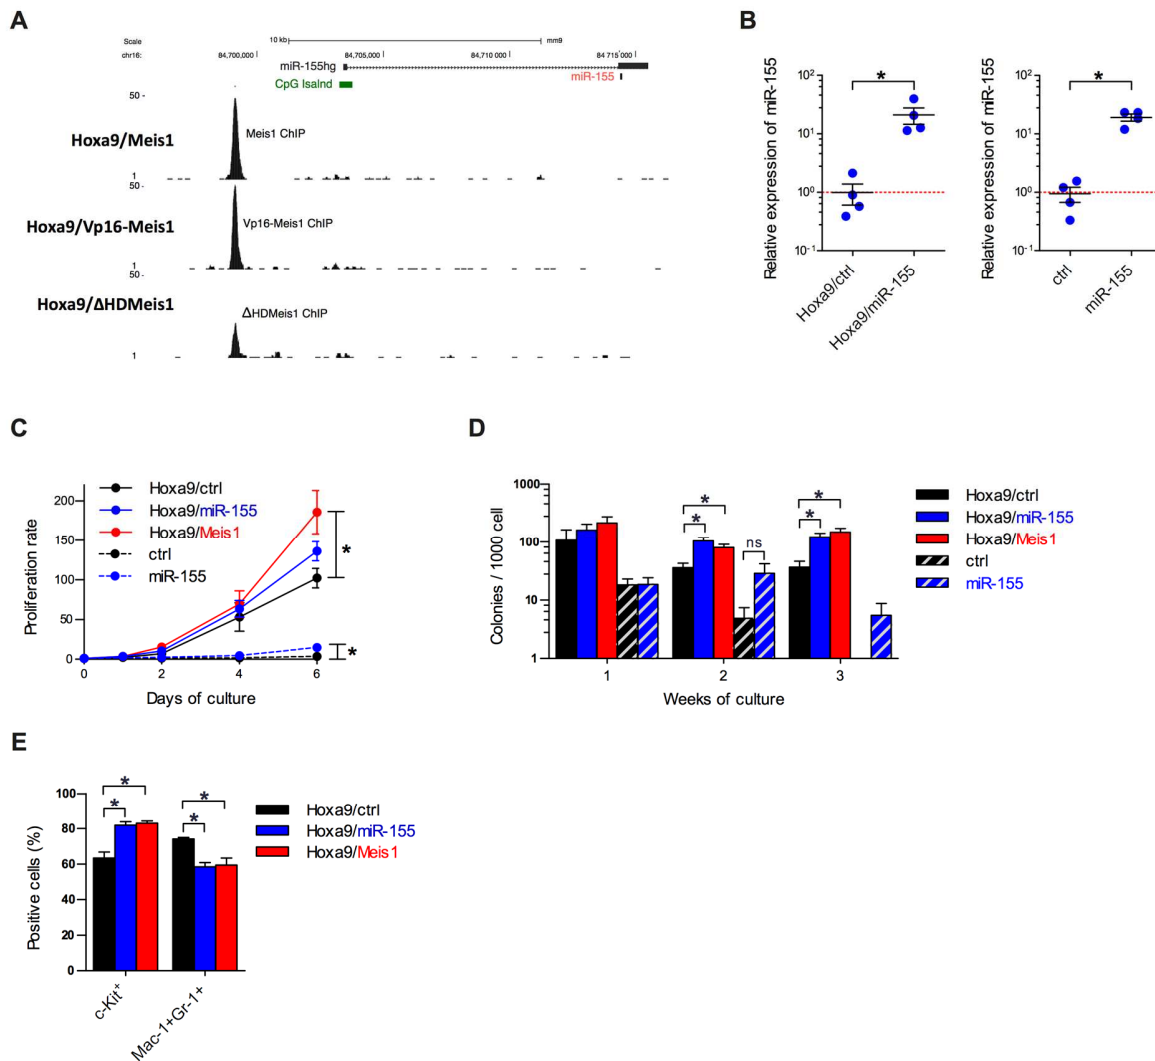 A
Scale
10 kb
mm9
chr16:
84,700,000
84,705,000
84,710,000
84 715,000
miR-155hg
miR-155
CpG Isalnd
50 -
Hoxa9/Meis1
Meis1 ChIP
1
50 -
Hoxa9/Vp16-Meis1
Vp16-Meis1 ChIP
1
50 -
Hoxa9/ΔHDMeis1
ΔHDMeis1 ChIP
1
B
Relative expression of miR-155
10²
10¹
10⁰
10⁻¹
*
Hoxa9/ctrl
Hoxa9/miR-155
Relative expression of miR-155
10²
10¹
10⁰
10⁻¹
*
ctrl
miR-155
C
Proliferation rate
200
150
100
50
0
Hoxa9/ctrl
Hoxa9/miR-155
Hoxa9/Meis1
ctrl
miR-155
*
*
0 2 4 6
Days of culture
D
Colonies / 1000 cell
1000
100
10
1
* *
ns
* *
1 2 3
Weeks of culture
Hoxa9/ctrl
Hoxa9/miR-155
Hoxa9/Meis1
ctrl
miR-155
E
Positive cells (%)
100
80
60
40
20
0
* *
* *
c-Kit⁺
Mac-1+Gr-1+
Hoxa9/ctrl
Hoxa9/miR-155
Hoxa9/Meis1